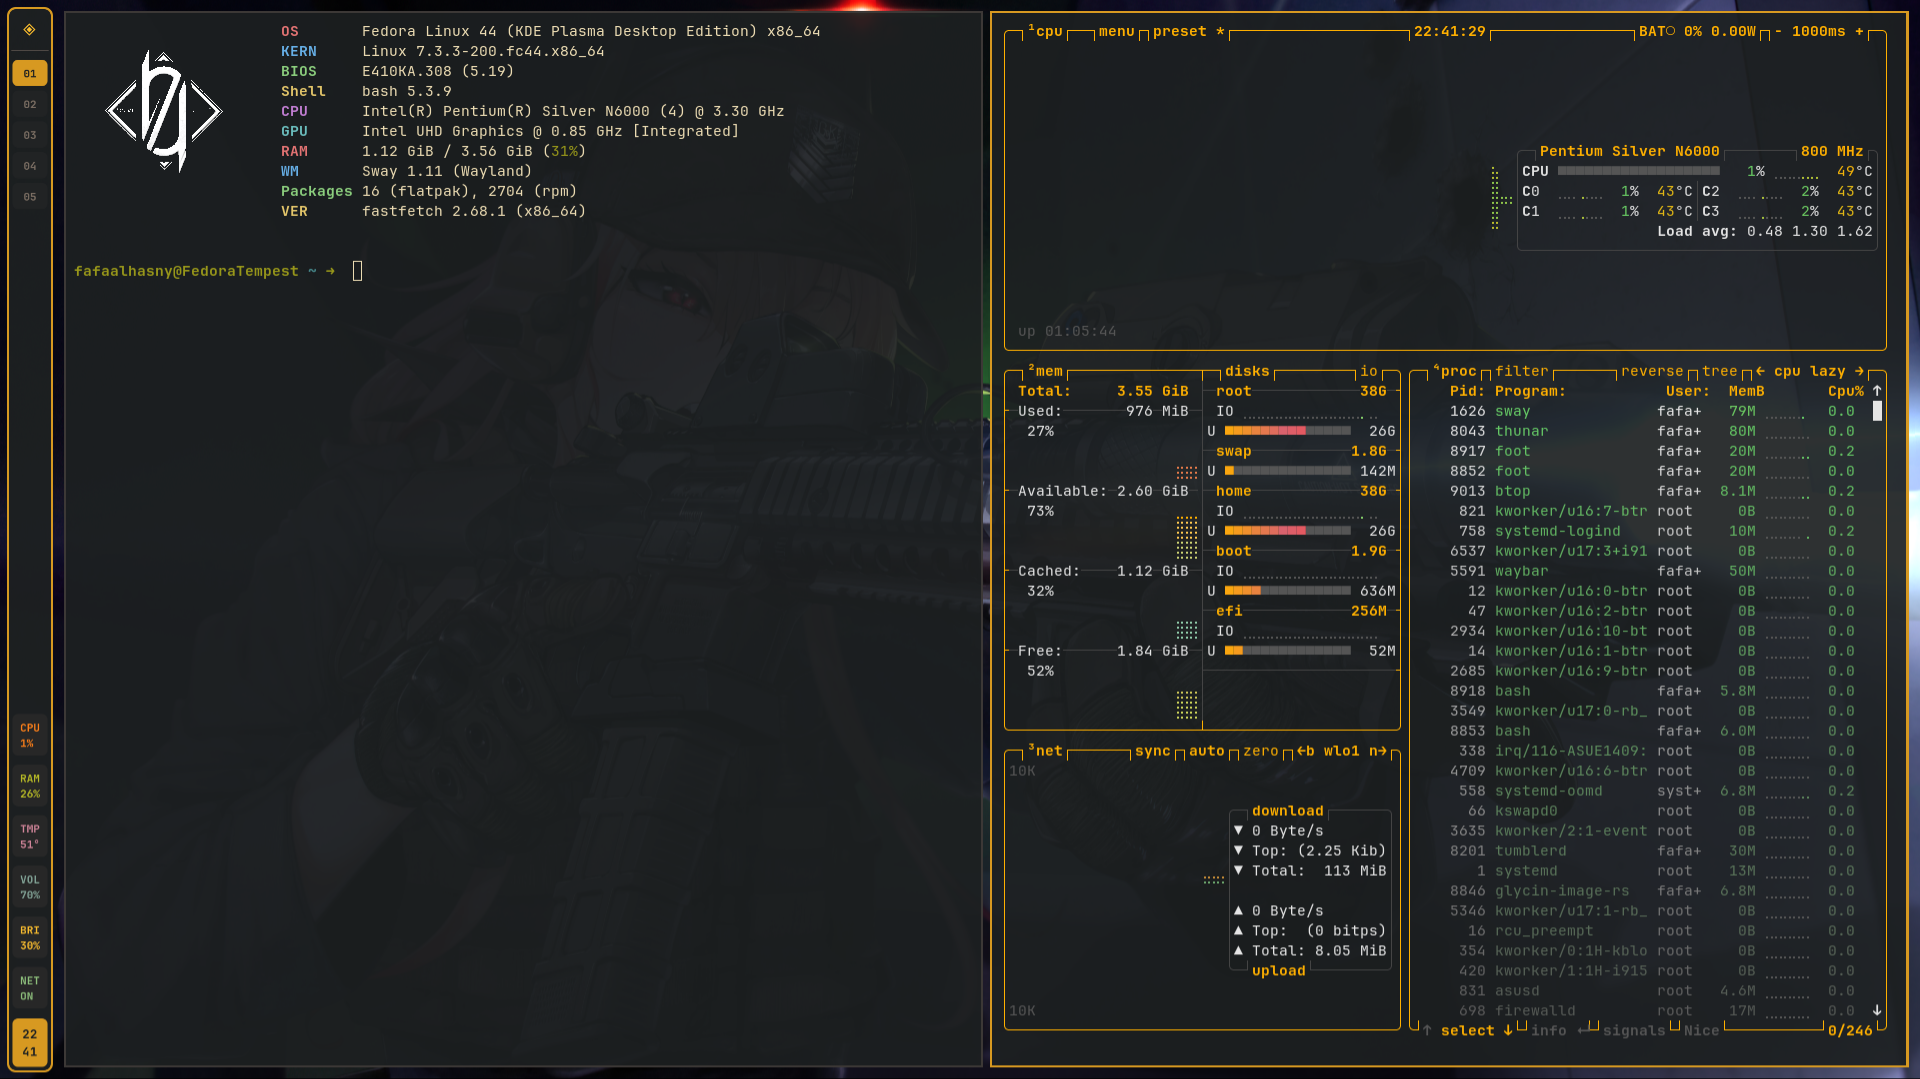 01
02
03
04
05
CPU
1%
RAM
26%
TMP
51°
VOL
70%
BRI
30%
NET
ON
22
41
OS Fedora Linux 44 (KDE Plasma Desktop Edition) x86_64
KERN Linux 7.3.3-200.fc44.x86_64
BIOS E410KA.308 (5.19)
Shell bash 5.3.9
CPU Intel(R) Pentium(R) Silver N6000 (4) @ 3.30 GHz
GPU Intel UHD Graphics @ 0.85 GHz [Integrated]
RAM 1.12 GiB / 3.56 GiB (31%)
WM Sway 1.11 (Wayland)
Packages 16 (flatpak), 2704 (rpm)
VER fastfetch 2.68.1 (x86_64)
fafaalhasny@FedoraTempest ~ →
¹cpu menu preset * 22:41:29 BAT○ 0% 0.00W - 1000ms +
Pentium Silver N6000 800 MHz
CPU 1% 49°C
C0 1% 43°C C2 2% 43°C
C1 1% 43°C C3 2% 43°C
Load avg: 0.48 1.30 1.62
up 01:05:44
²mem
Total: 3.55 GiB
Used: 976 MiB
27%
Available: 2.60 GiB
73%
Cached: 1.12 GiB
32%
Free: 1.84 GiB
52%
disks io
root 38G
IO
U 26G
swap 1.8G
U 142M
home 38G
IO
U 26G
boot 1.9G
IO
U 636M
efi 256M
IO
U 52M
³net sync auto zero ←b wlo1 n→
10K
download
▼ 0 Byte/s
▼ Top: (2.25 Kib)
▼ Total: 113 MiB
▲ 0 Byte/s
▲ Top: (0 bitps)
▲ Total: 8.05 MiB
upload
10K
⁴proc filter reverse tree ← cpu lazy →
Pid: Program: User: MemB Cpu% ↑
1626 sway fafa+ 79M 0.0
8043 thunar fafa+ 80M 0.0
8917 foot fafa+ 20M 0.2
8852 foot fafa+ 20M 0.0
9013 btop fafa+ 8.1M 0.2
821 kworker/u16:7-btr root 0B 0.0
758 systemd-logind root 10M 0.2
6537 kworker/u17:3+i91 root 0B 0.0
5591 waybar fafa+ 50M 0.0
12 kworker/u16:0-btr root 0B 0.0
47 kworker/u16:2-btr root 0B 0.0
2934 kworker/u16:10-bt root 0B 0.0
14 kworker/u16:1-btr root 0B 0.0
2685 kworker/u16:9-btr root 0B 0.0
8918 bash fafa+ 5.8M 0.0
3549 kworker/u17:0-rb_ root 0B 0.0
8853 bash fafa+ 6.0M 0.0
338 irq/116-ASUE1409: root 0B 0.0
4709 kworker/u16:6-btr root 0B 0.0
558 systemd-oomd syst+ 6.8M 0.2
66 kswapd0 root 0B 0.0
3635 kworker/2:1-event root 0B 0.0
8201 tumblerd fafa+ 30M 0.0
1 systemd root 13M 0.0
8846 glycin-image-rs fafa+ 6.8M 0.0
5346 kworker/u17:1-rb_ root 0B 0.0
16 rcu_preempt root 0B 0.0
354 kworker/0:1H-kblo root 0B 0.0
420 kworker/1:1H-i915 root 0B 0.0
831 asusd root 4.6M 0.0
698 firewalld root 17M 0.0 ↓
↑ select ↓ info ↵ signals Nice 0/246